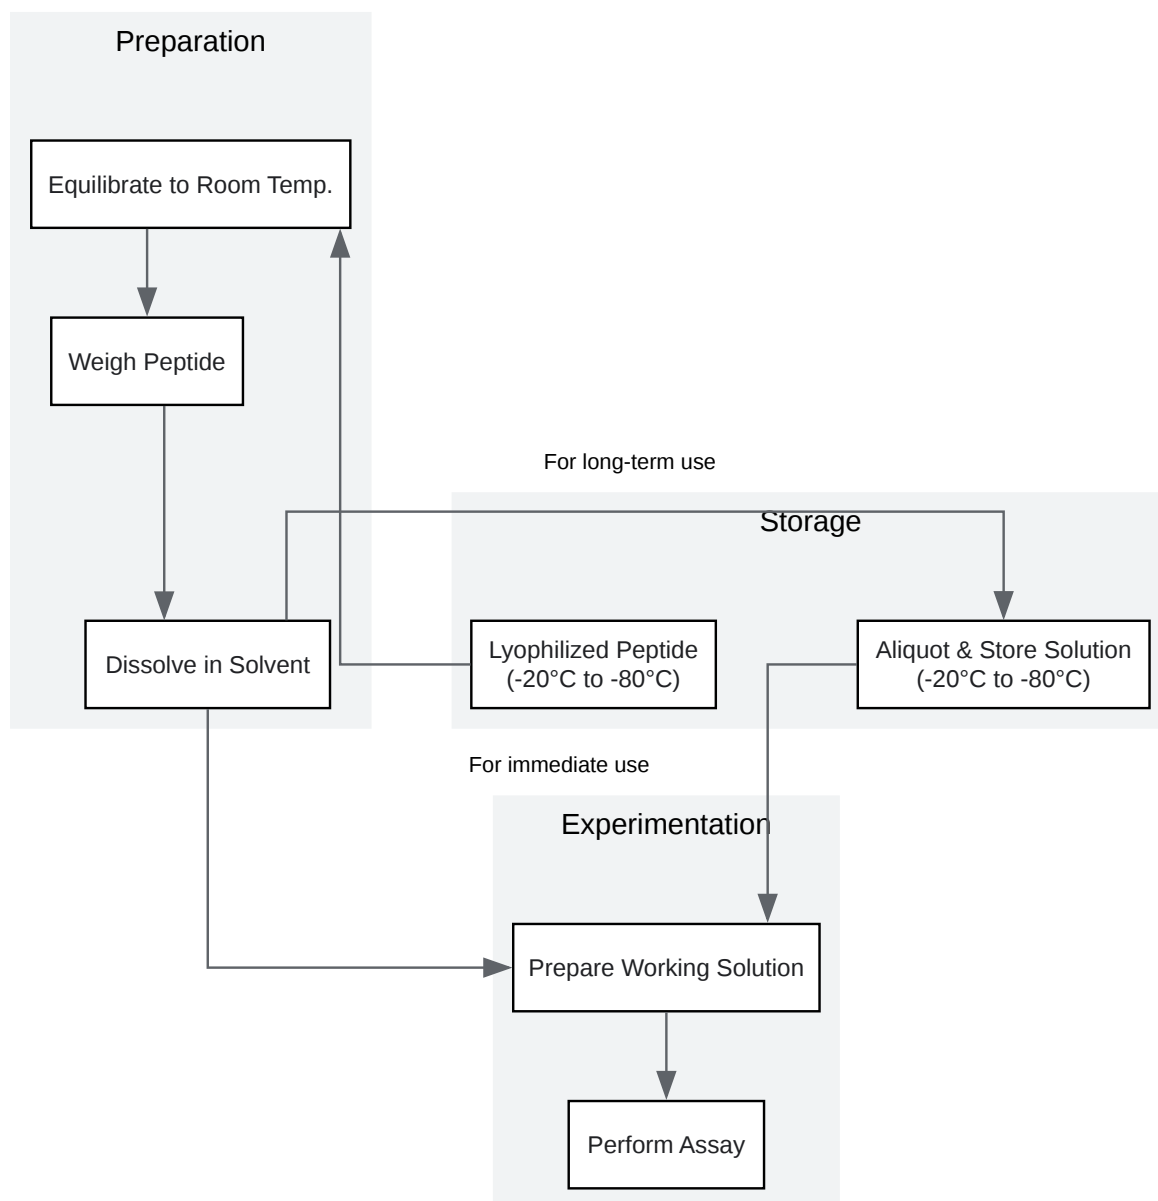 Preparation
Equilibrate to Room Temp.
Weigh Peptide
For long-term use
Storage
Dissolve in Solvent
Lyophilized Peptide
(-20°C to -80°C)
Aliquot & Store Solution
(-20°C to -80°C)
For immediate use
Experimentation
Prepare Working Solution
Perform Assay